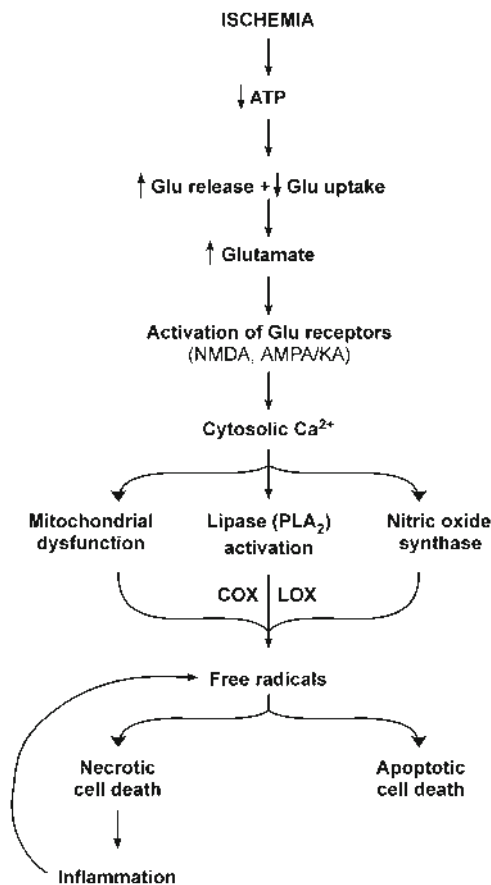 ISCHEMIA
↓ ATP
↑ Glu release + ↓ Glu uptake
↑ Glutamate
Activation of Glu receptors
(NMDA, AMPA/KA)
Cytosolic Ca²⁺
Mitochondrial
dysfunction
Lipase (PLA₂)
activation
Nitric oxide
synthase
COX LOX
Free radicals
Necrotic
cell death
Apoptotic
cell death
Inflammation